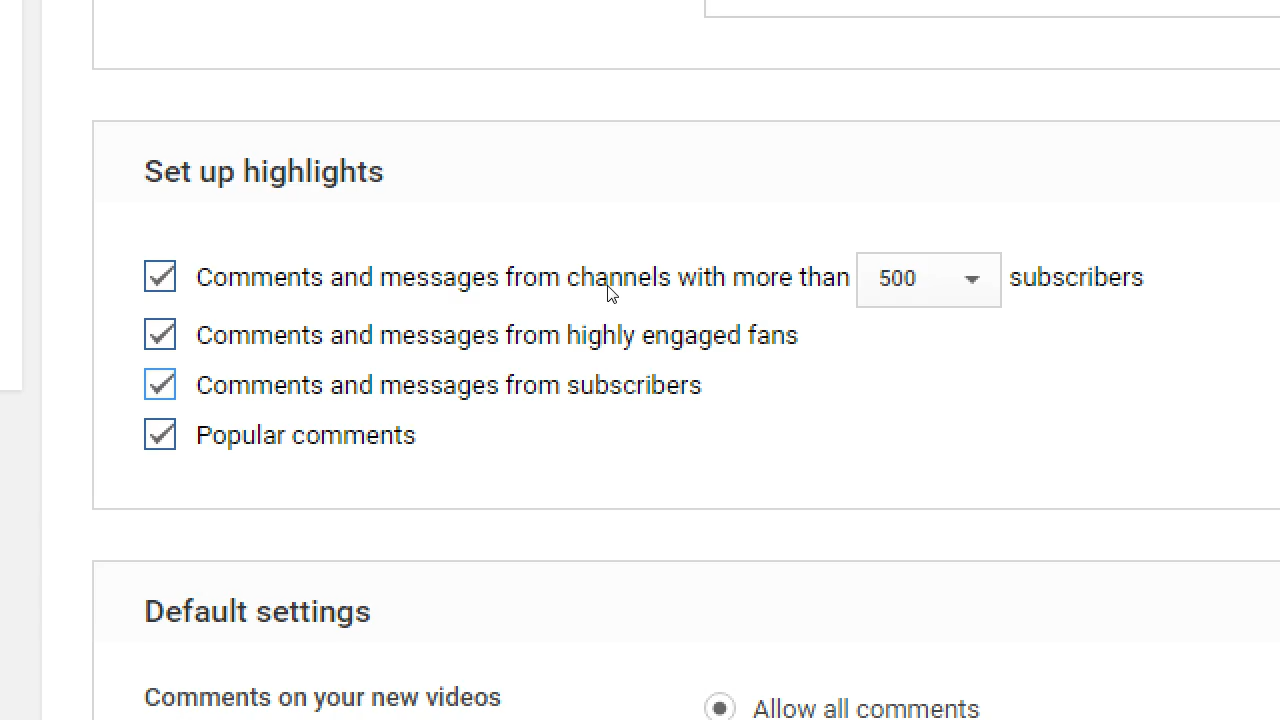 Set up highlights
Comments and messages from channels with more than 500 subscribers
Comments and messages from highly engaged fans
Comments and messages from subscribers
Popular comments
Default settings
Comments on your new videos Allow all comments